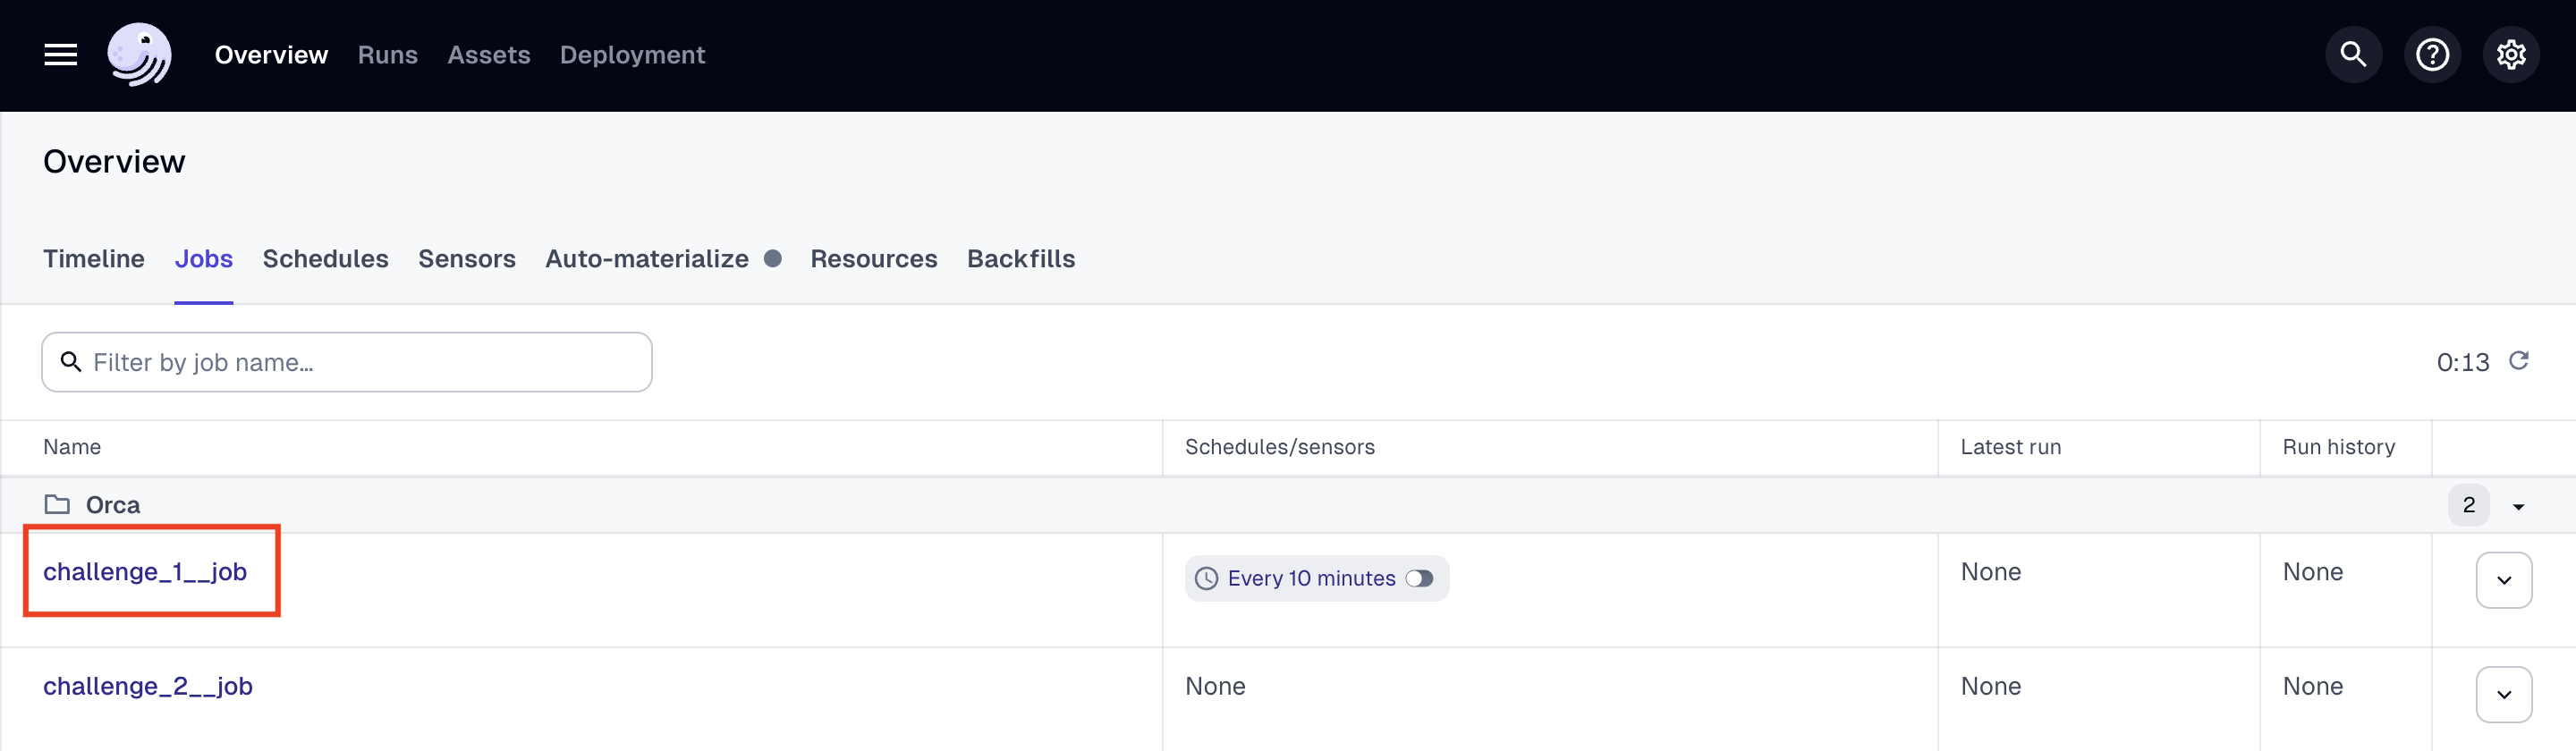 Overview Runs Assets Deployment
Overview
Timeline Jobs Schedules Sensors Auto-materialize Resources Backfills
Filter by job name... 0:13
Name Schedules/sensors Latest run Run history
Orca 2
challenge_1__job Every 10 minutes None None
challenge_2__job None None None